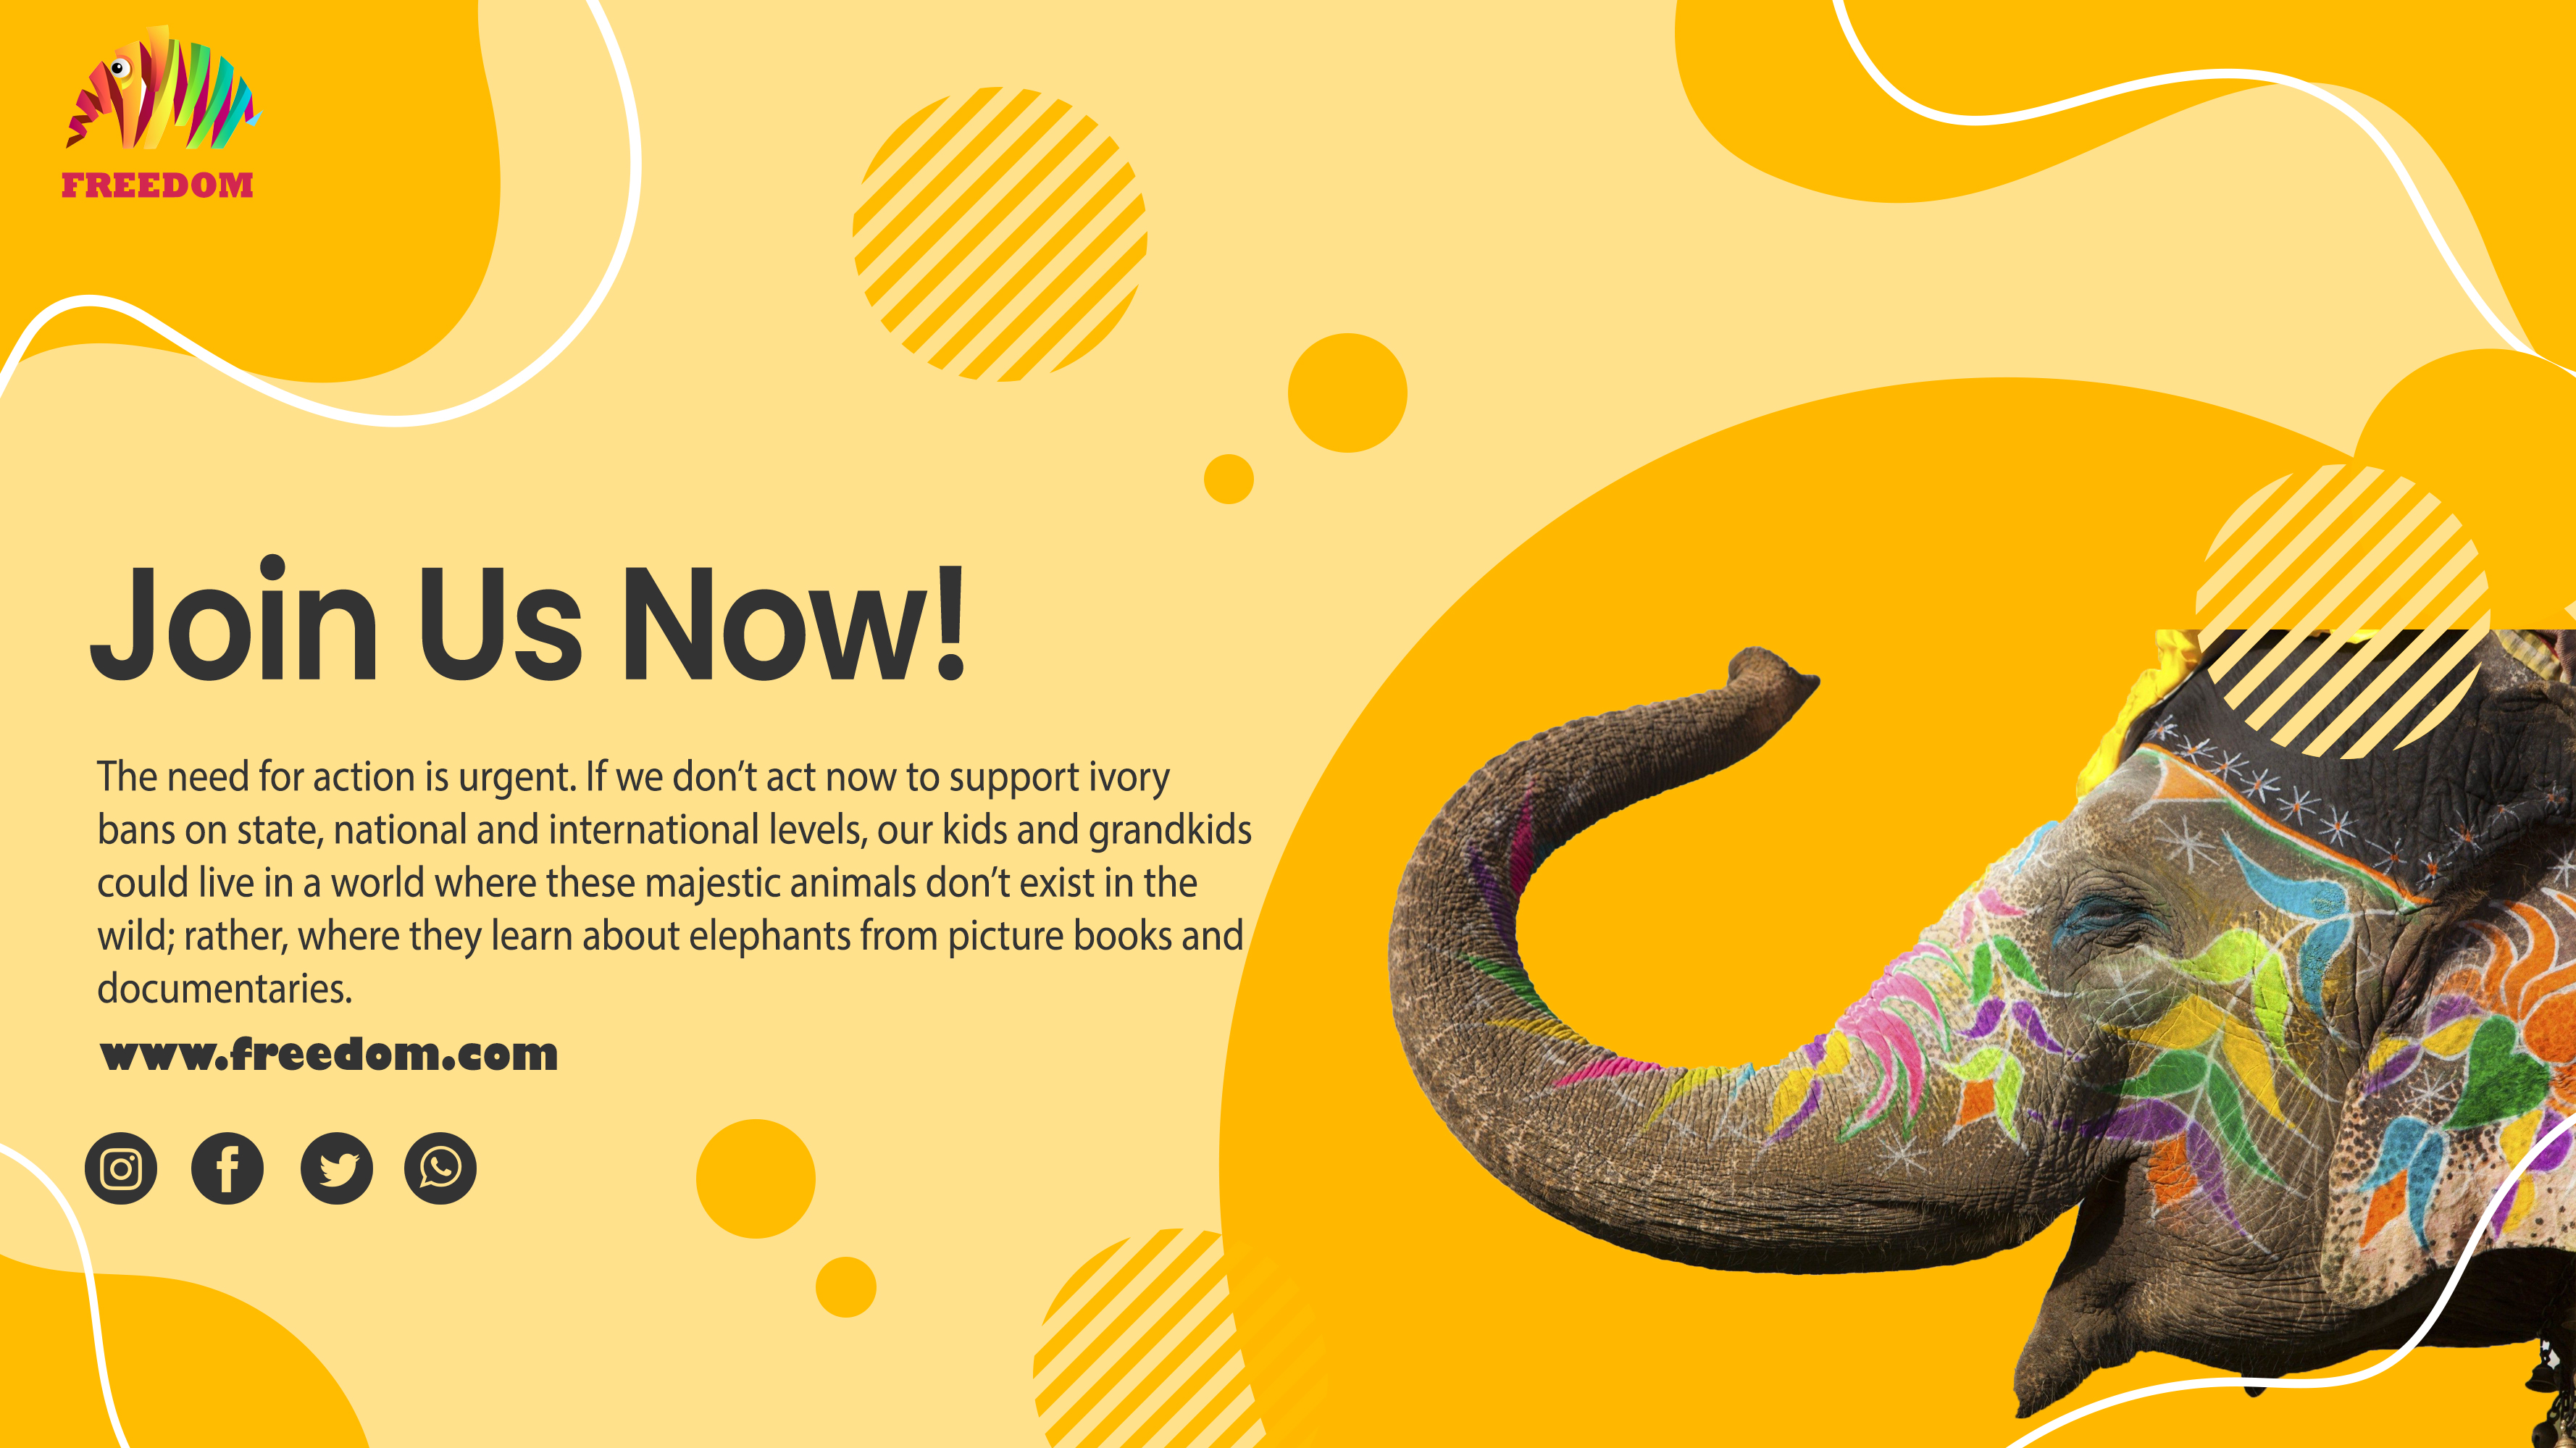 FREEDOM
Join Us Now!
The need for action is urgent. If we don’t act now to support ivory
bans on state, national and international levels, our kids and grandkids
could live in a world where these majestic animals don’t exist in the
wild; rather, where they learn about elephants from picture books and
documentaries.
www.freedom.com